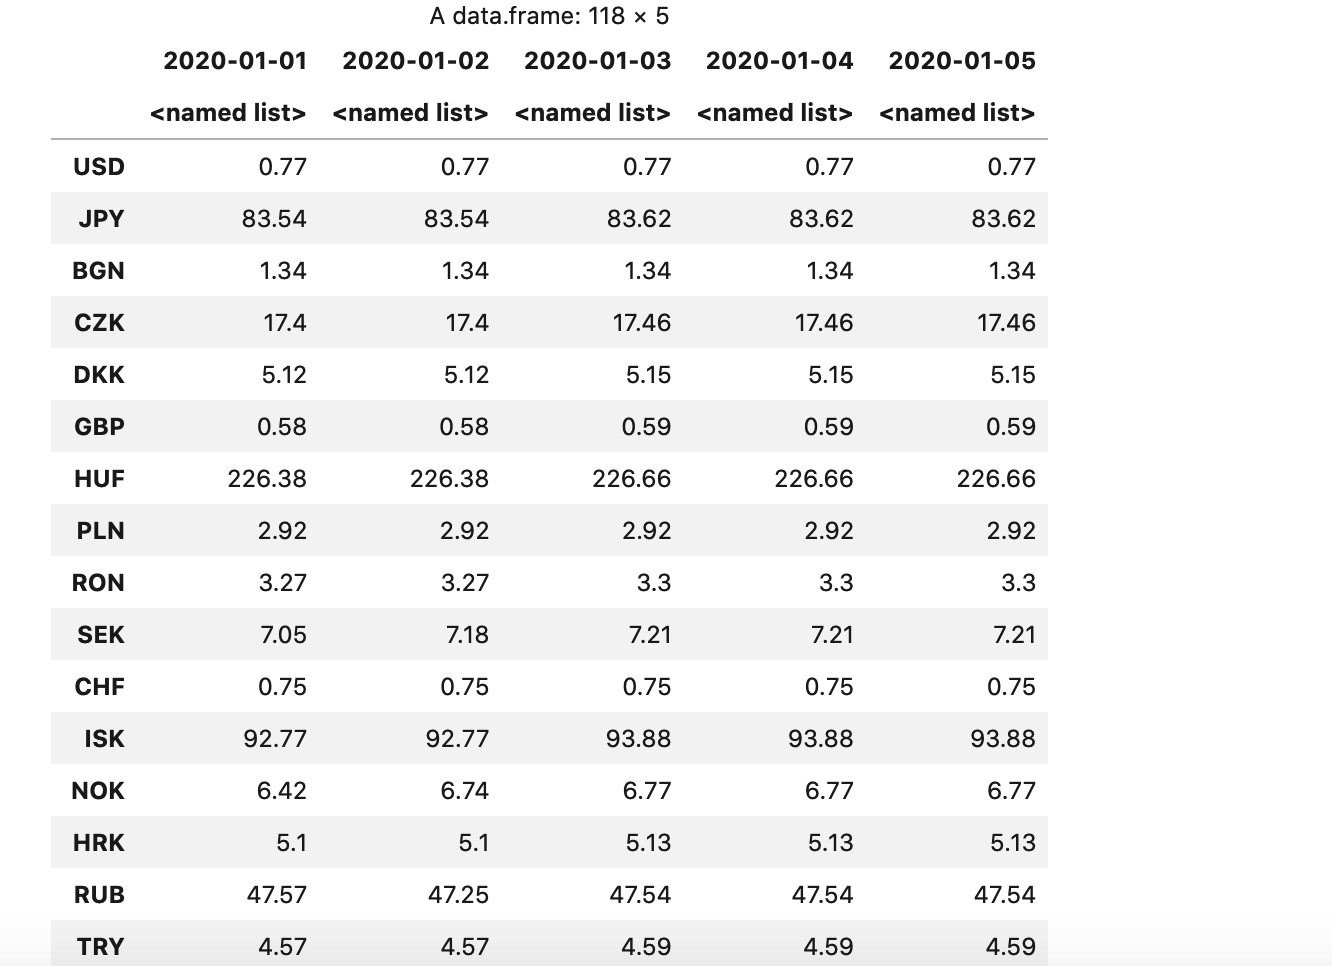 A data.frame: 118 × 5
2020-01-01 2020-01-02 2020-01-03 2020-01-04 2020-01-05
<named list> <named list> <named list> <named list> <named list>
USD 0.77 0.77 0.77 0.77 0.77
JPY 83.54 83.54 83.62 83.62 83.62
BGN 1.34 1.34 1.34 1.34 1.34
CZK 17.4 17.4 17.46 17.46 17.46
DKK 5.12 5.12 5.15 5.15 5.15
GBP 0.58 0.58 0.59 0.59 0.59
HUF 226.38 226.38 226.66 226.66 226.66
PLN 2.92 2.92 2.92 2.92 2.92
RON 3.27 3.27 3.3 3.3 3.3
SEK 7.05 7.18 7.21 7.21 7.21
CHF 0.75 0.75 0.75 0.75 0.75
ISK 92.77 92.77 93.88 93.88 93.88
NOK 6.42 6.74 6.77 6.77 6.77
HRK 5.1 5.1 5.13 5.13 5.13
RUB 47.57 47.25 47.54 47.54 47.54
TRY 4.57 4.57 4.59 4.59 4.59